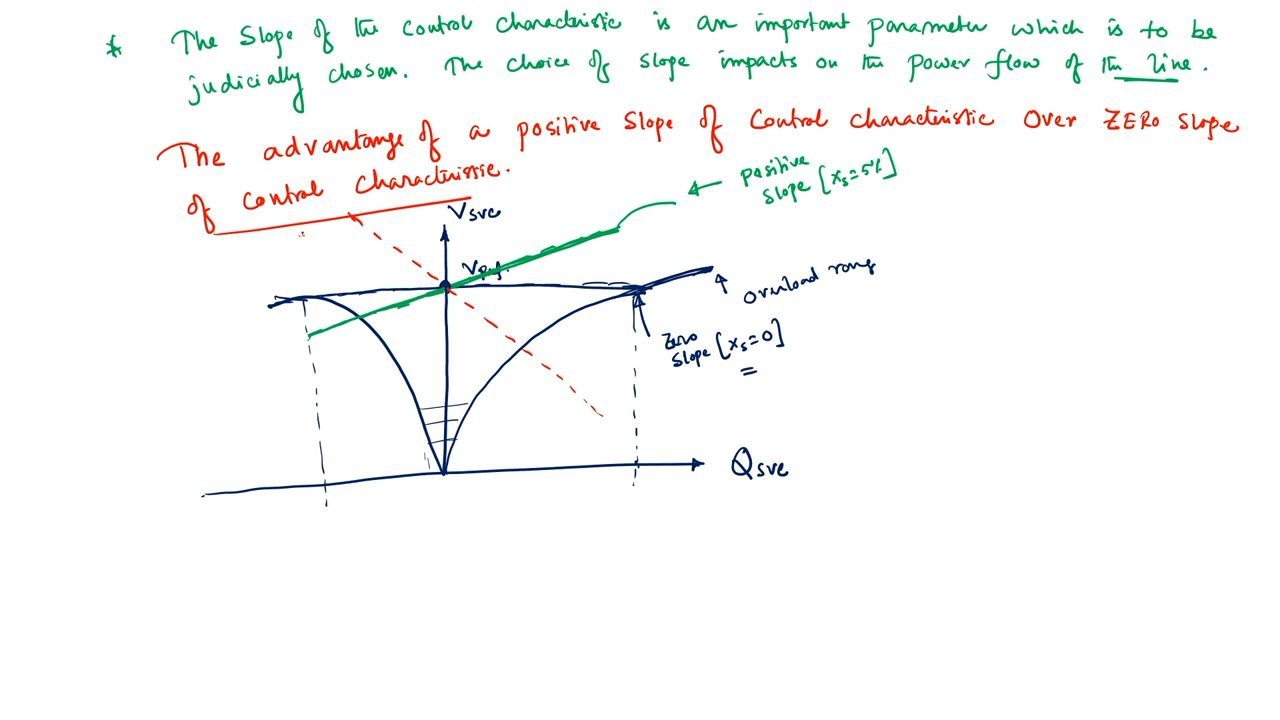 * The Slope of the Control Characteristic is an important parameter which is to be
judicially chosen. The choice of slope impacts on the power flow of the line.
The advantange of a positive slope of Control characteristic Over ZERO slope
of control characteristic.
positive
slope [Xs=5%]
Vsvc
Vref.
overload range
Zero
slope [Xs=0]
Qsvc